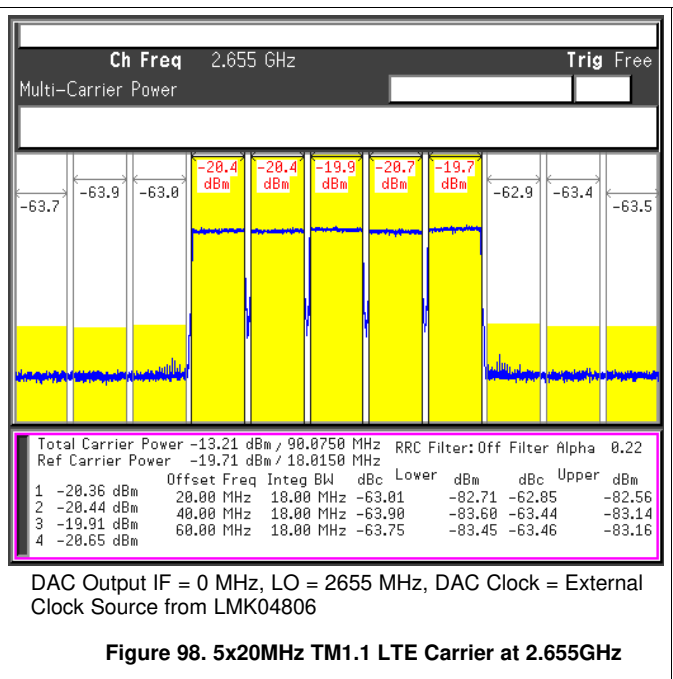 Ch Freq 2.655 GHz Trig Free
Multi-Carrier Power
-20.4 -20.4 -19.9 -20.7 -19.7
dBm dBm dBm dBm dBm
-63.7 -63.9 -63.0 -62.9 -63.4 -63.5
Total Carrier Power -13.21 dBm / 90.0750 MHz RRC Filter: Off Filter Alpha 0.22
Ref Carrier Power -19.71 dBm / 18.0150 MHz
Offset Freq Integ BW dBc Lower dBm dBc Upper dBm
1 -20.36 dBm 20.00 MHz 18.00 MHz -63.01 -82.71 -62.85 -82.56
2 -20.44 dBm 40.00 MHz 18.00 MHz -63.90 -83.60 -63.44 -83.14
3 -19.91 dBm 60.00 MHz 18.00 MHz -63.75 -83.45 -63.46 -83.16
4 -20.65 dBm
DAC Output IF = 0 MHz, LO = 2655 MHz, DAC Clock = External
Clock Source from LMK04806
Figure 98. 5x20MHz TM1.1 LTE Carrier at 2.655GHz